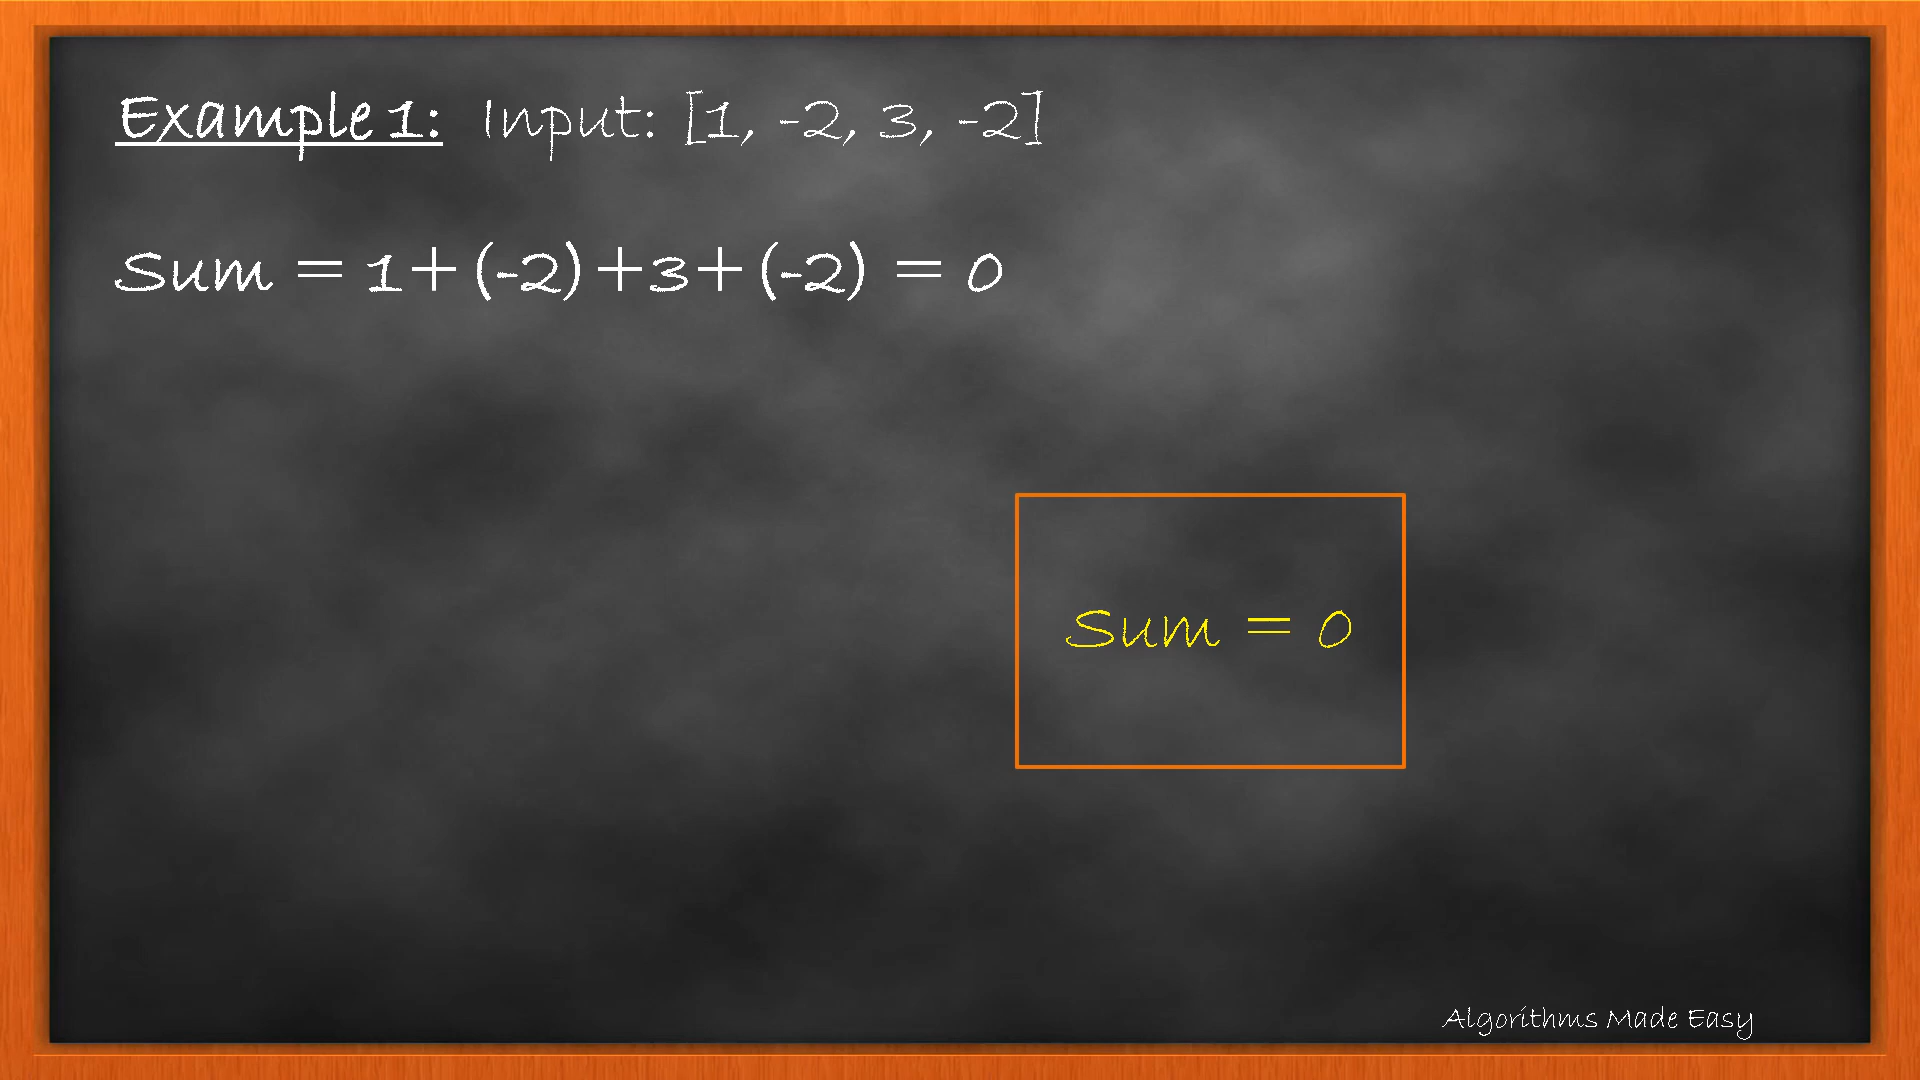 Example 1: Input: [1, -2, 3, -2]
Sum = 1+(-2)+3+(-2) = 0
Sum = 0
Algorithms Made Easy